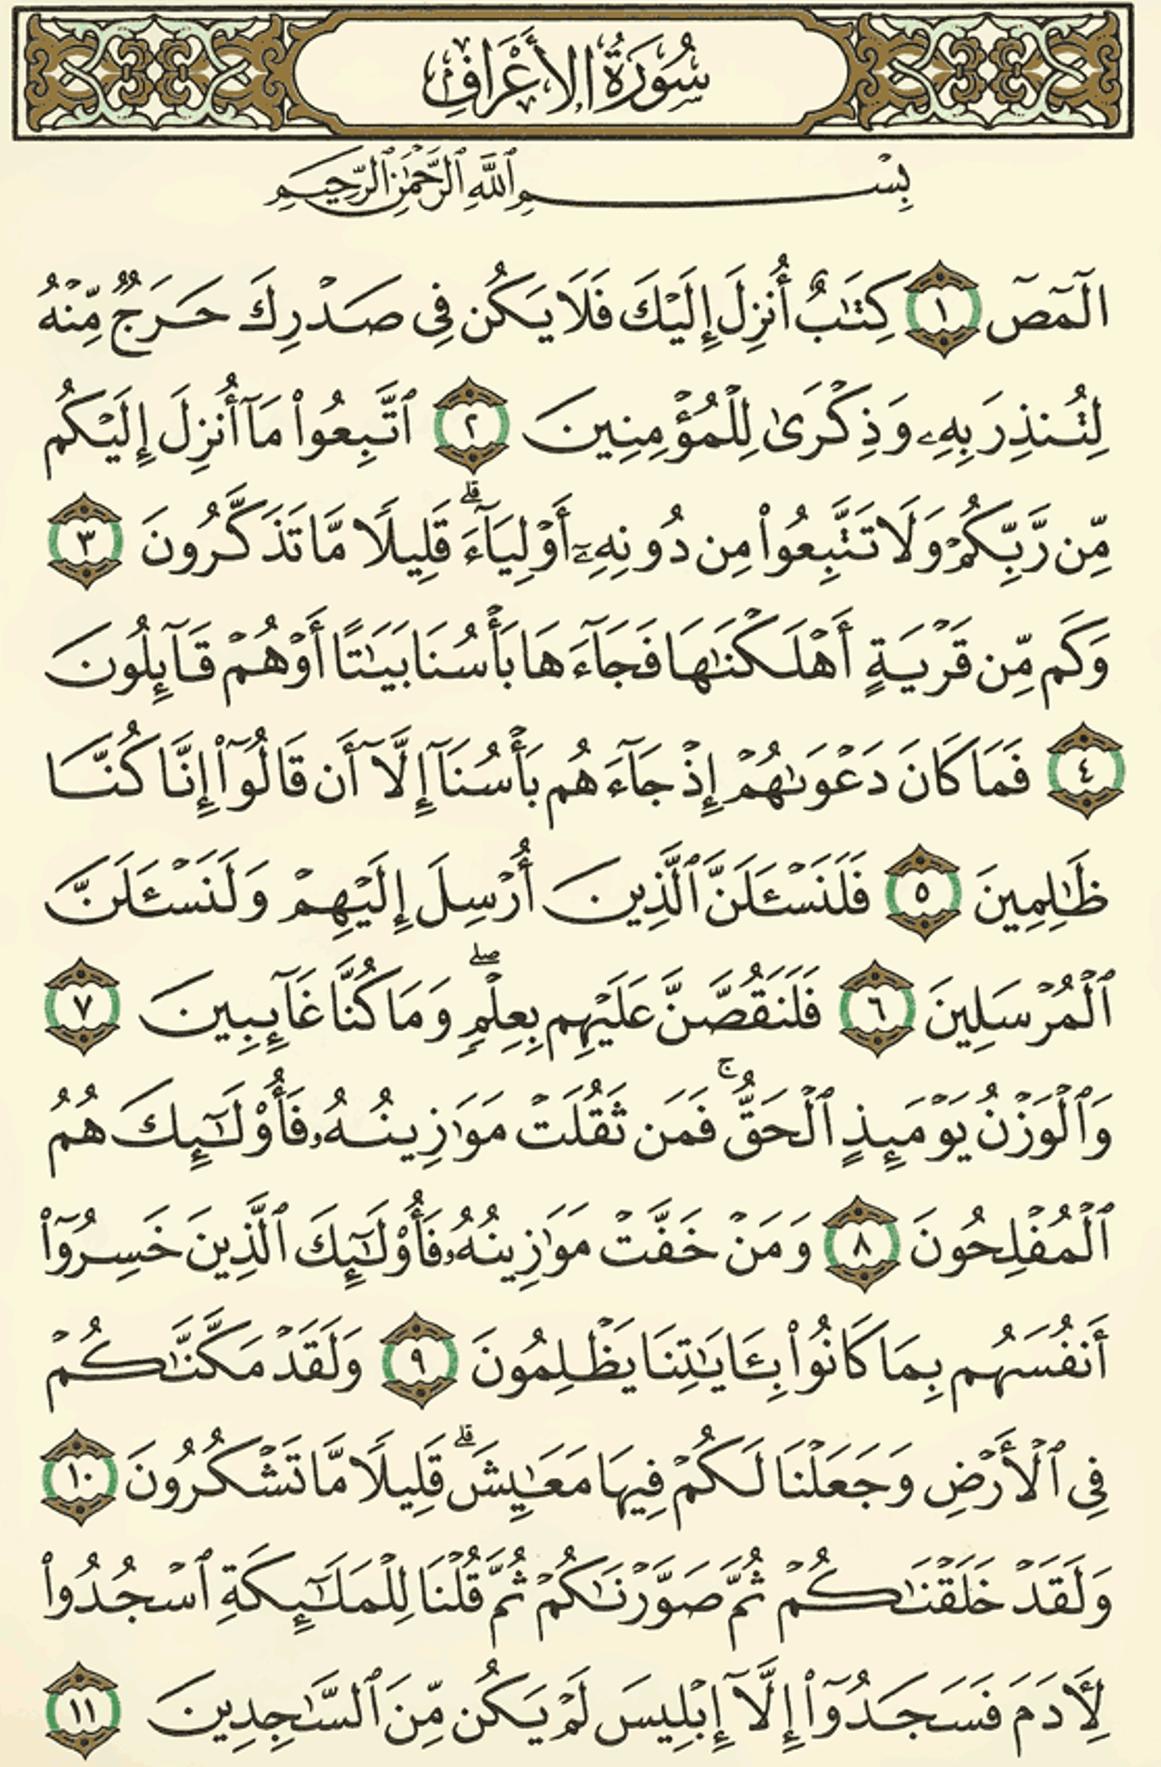 سُورَةُ الأَعْرَافِ
بِسْمِ ٱللَّهِ ٱلرَّحْمَٰنِ ٱلرَّحِيمِ
الٓمٓصٓ ١ كِتَٰبٌ أُنزِلَ إِلَيْكَ فَلَا يَكُن فِى صَدْرِكَ حَرَجٌ مِّنْهُ
لِتُنذِرَ بِهِۦ وَذِكْرَىٰ لِلْمُؤْمِنِينَ ٢ ٱتَّبِعُوا۟ مَآ أُنزِلَ إِلَيْكُم
مِّن رَّبِّكُمْ وَلَا تَتَّبِعُوا۟ مِن دُونِهِۦٓ أَوْلِيَآءَ ۗ قَلِيلًا مَّا تَذَكَّرُونَ ٣
وَكَم مِّن قَرْيَةٍ أَهْلَكْنَٰهَا فَجَآءَهَا بَأْسُنَا بَيَٰتًا أَوْ هُمْ قَآئِلُونَ
٤ فَمَا كَانَ دَعْوَىٰهُمْ إِذْ جَآءَهُم بَأْسُنَآ إِلَّآ أَن قَالُوٓا۟ إِنَّا كُنَّا
ظَٰلِمِينَ ٥ فَلَنَسْـَٔلَنَّ ٱلَّذِينَ أُرْسِلَ إِلَيْهِمْ وَلَنَسْـَٔلَنَّ
ٱلْمُرْسَلِينَ ٦ فَلَنَقُصَّنَّ عَلَيْهِم بِعِلْمٍ ۖ وَمَا كُنَّا غَآئِبِينَ ٧
وَٱلْوَزْنُ يَوْمَئِذٍ ٱلْحَقُّ ۚ فَمَن ثَقُلَتْ مَوَٰزِينُهُۥ فَأُو۟لَٰٓئِكَ هُمُ
ٱلْمُفْلِحُونَ ٨ وَمَنْ خَفَّتْ مَوَٰزِينُهُۥ فَأُو۟لَٰٓئِكَ ٱلَّذِينَ خَسِرُوٓا۟
أَنفُسَهُم بِمَا كَانُوا۟ بِـَٔايَٰتِنَا يَظْلِمُونَ ٩ وَلَقَدْ مَكَّنَّٰكُمْ
فِى ٱلْأَرْضِ وَجَعَلْنَا لَكُمْ فِيهَا مَعَٰيِشَ ۗ قَلِيلًا مَّا تَشْكُرُونَ ١٠
وَلَقَدْ خَلَقْنَٰكُمْ ثُمَّ صَوَّرْنَٰكُمْ ثُمَّ قُلْنَا لِلْمَلَٰٓئِكَةِ ٱسْجُدُوا۟
لِءَادَمَ فَسَجَدُوٓا۟ إِلَّآ إِبْلِيسَ لَمْ يَكُن مِّنَ ٱلسَّٰجِدِينَ ١١